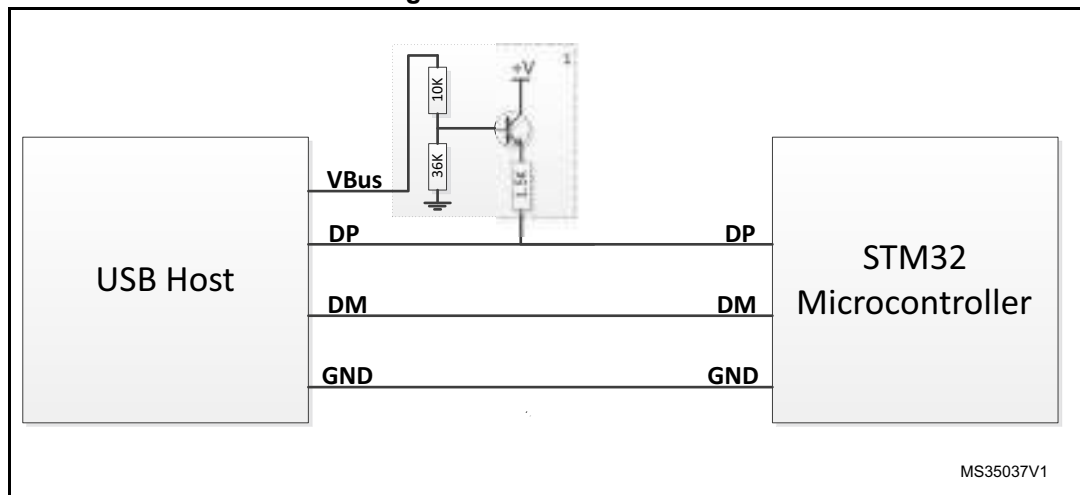 g
10K
36K
+V
1
1.5K
VBus
DP
DP
USB Host
STM32
Microcontroller
DM
DM
GND
GND
MS35037V1